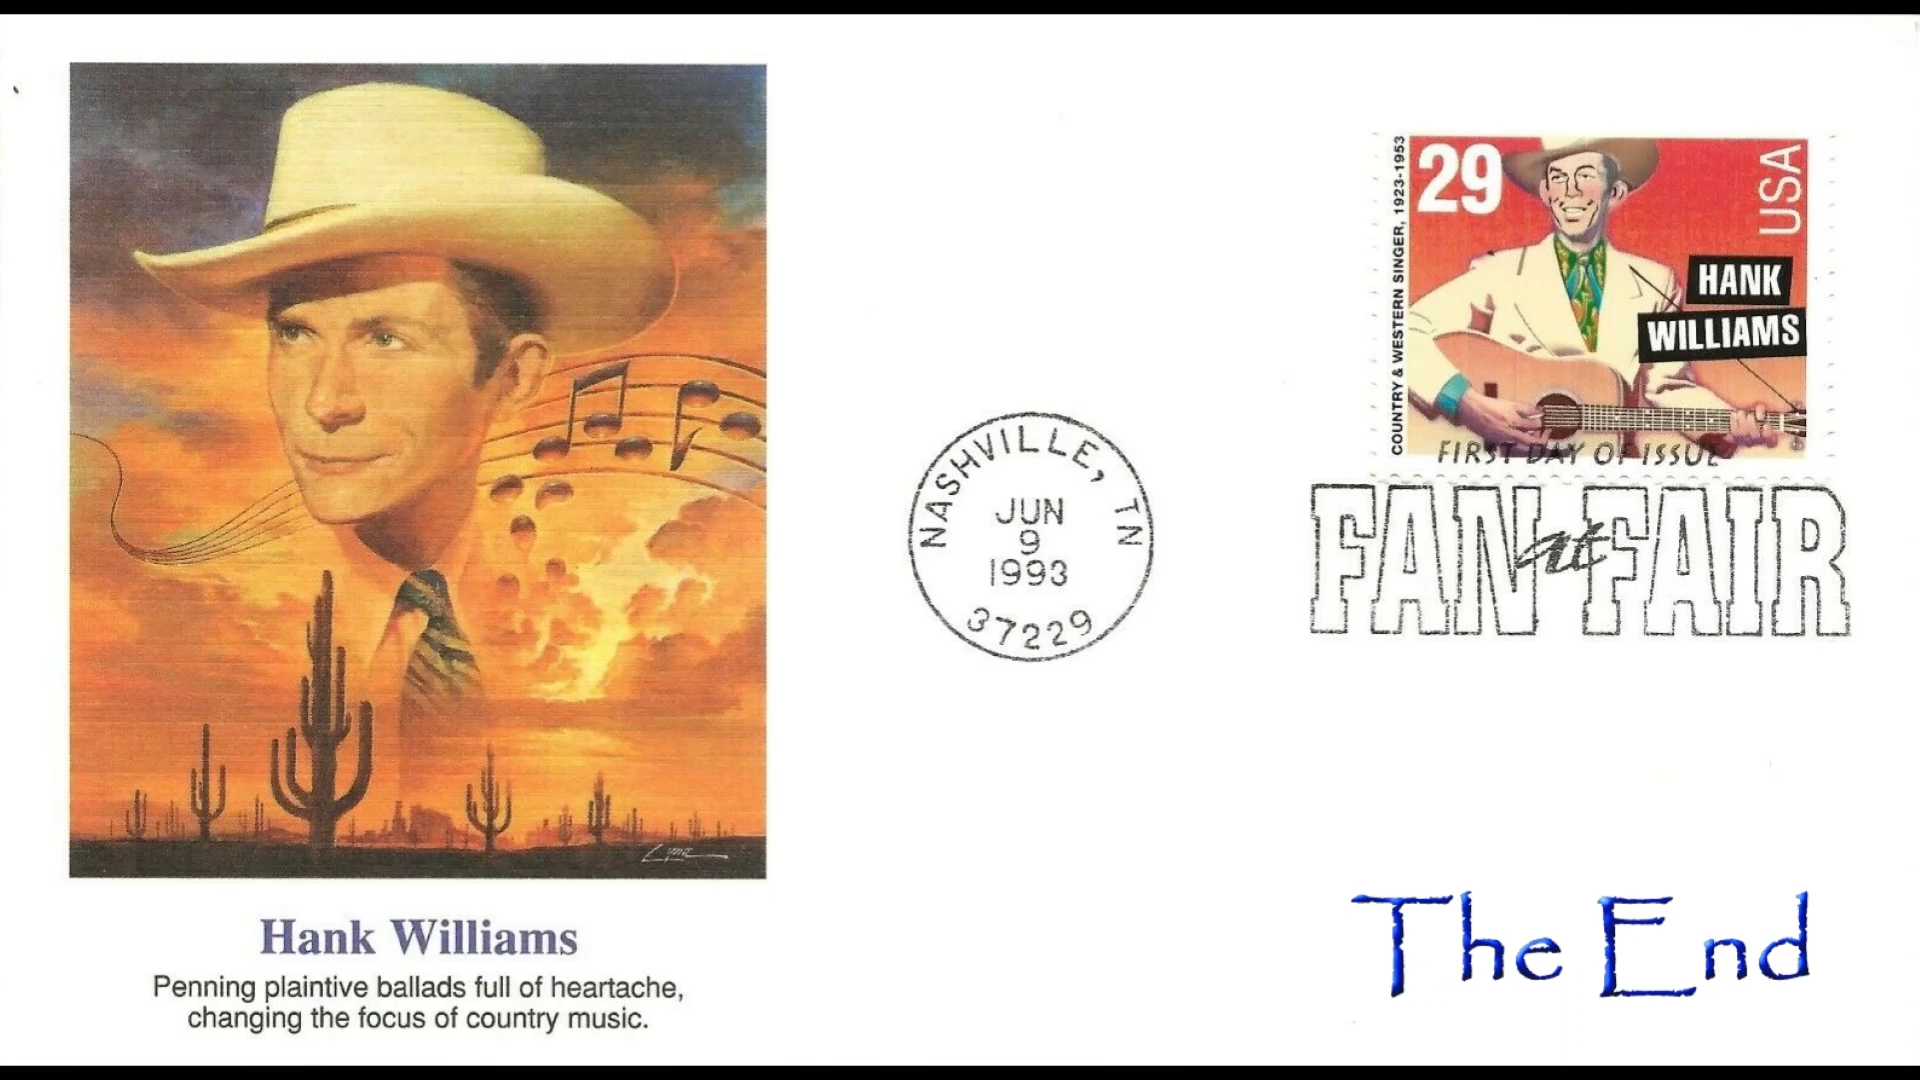 29
USA
HANK
WILLIAMS
COUNTRY & WESTERN SINGER, 1923-1953
FIRST DAY OF ISSUE
FAN at FAIR
NASHVILLE, TN
JUN
9
1993
37229
Hank Williams
Penning plaintive ballads full of heartache,
changing the focus of country music.
The End